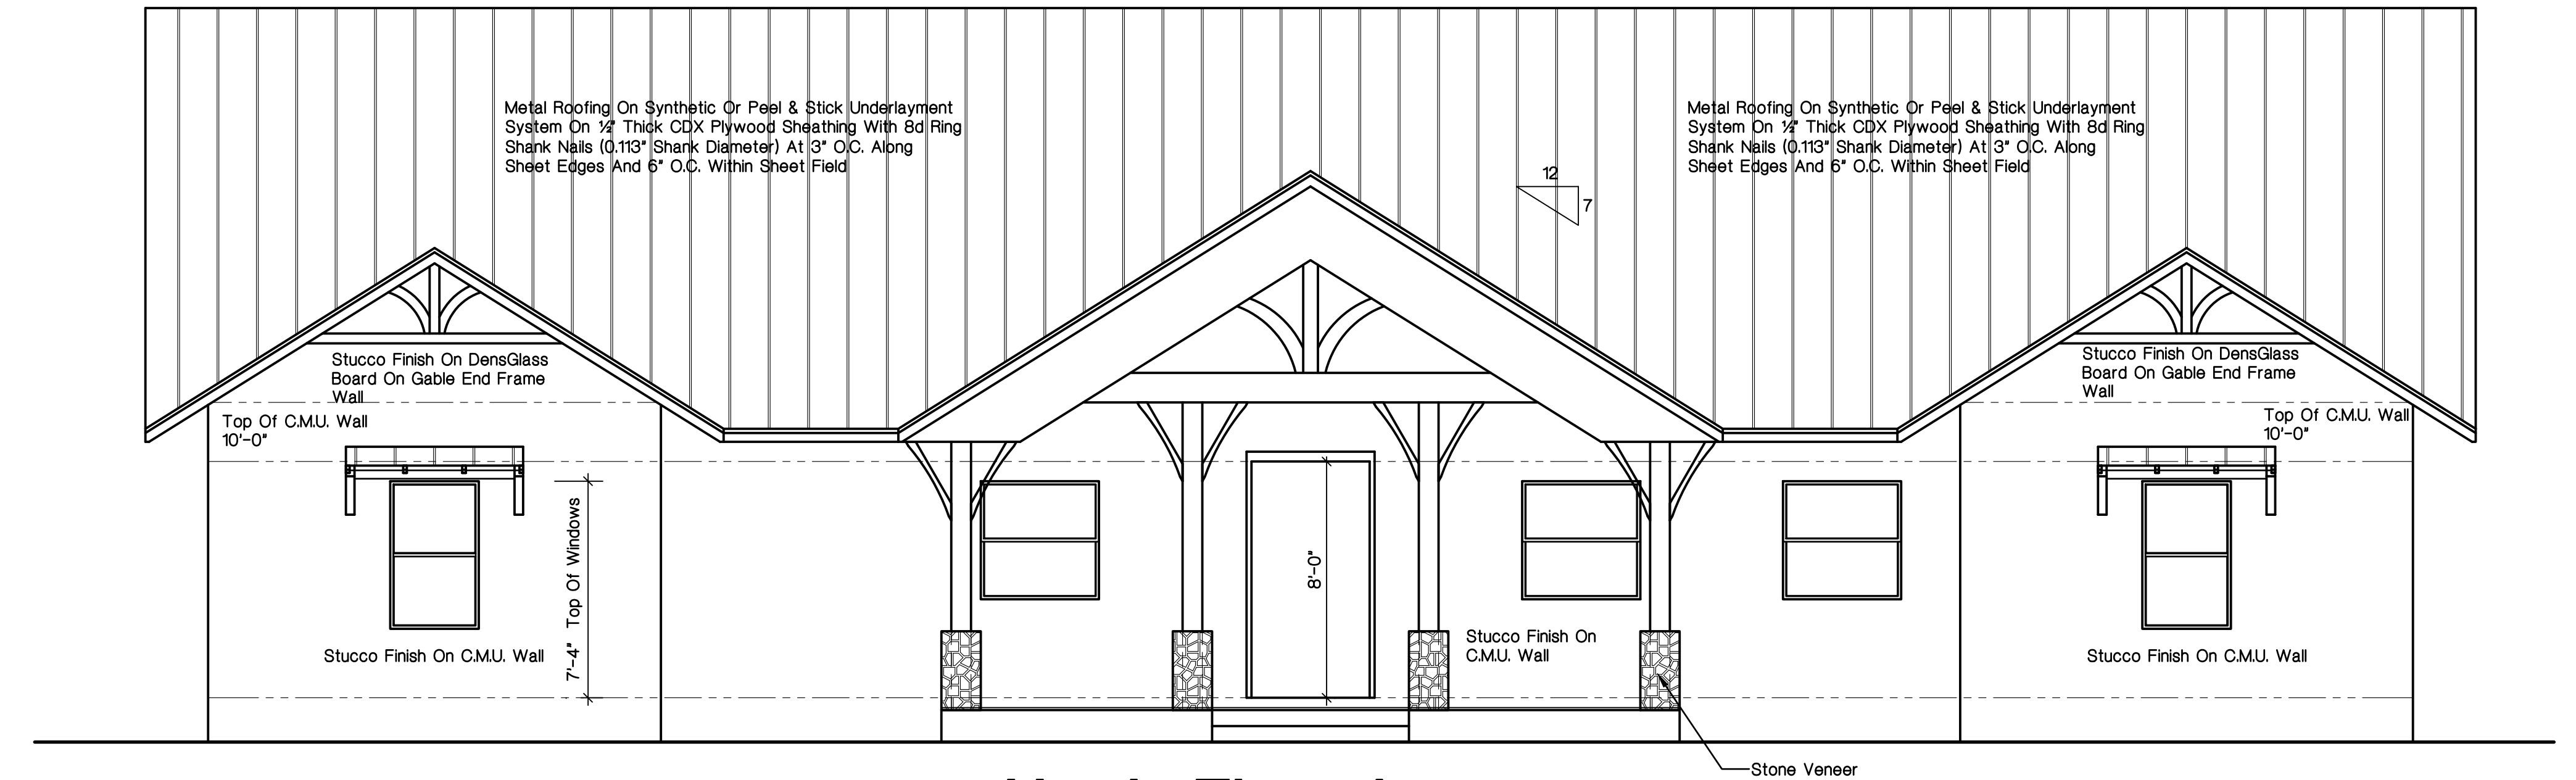 Metal Roofing On Synthetic Or Peel & Stick Underlayment
System On ½" Thick CDX Plywood Sheathing With 8d Ring
Shank Nails (0.113" Shank Diameter) At 3" O.C. Along
Sheet Edges And 6" O.C. Within Sheet Field
Metal Roofing On Synthetic Or Peel & Stick Underlayment
System On ½" Thick CDX Plywood Sheathing With 8d Ring
Shank Nails (0.113" Shank Diameter) At 3" O.C. Along
Sheet Edges And 6" O.C. Within Sheet Field
12
7
Stucco Finish On DensGlass
Board On Gable End Frame
Wall
Stucco Finish On DensGlass
Board On Gable End Frame
Wall
Top Of C.M.U. Wall
10'-0"
Top Of C.M.U. Wall
10'-0"
7'-4" Top Of Windows
8'-0"
Stucco Finish On C.M.U. Wall
Stucco Finish On
C.M.U. Wall
Stucco Finish On C.M.U. Wall
Stone Veneer